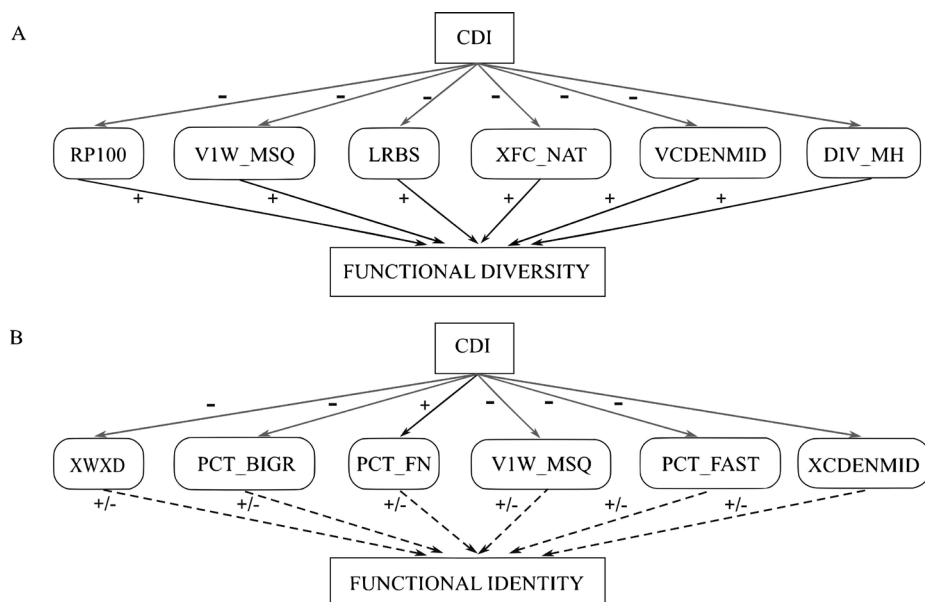 A
CDI
- - - - - -
RP100 V1W_MSQ LRBS XFC_NAT VCDENMID DIV_MH
+ + + + + +
FUNCTIONAL DIVERSITY
B
CDI
- - + - - -
XWXD PCT_BIGR PCT_FN V1W_MSQ PCT_FAST XCDENMID
+/- +/- +/- +/- +/- +/-
FUNCTIONAL IDENTITY